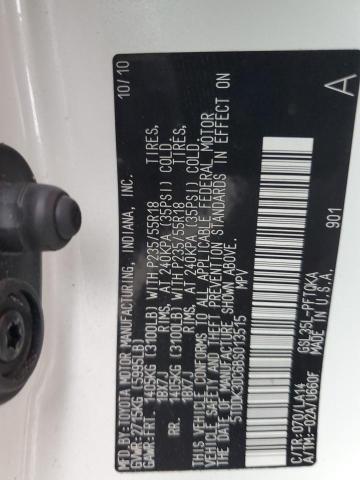 MFD. BY: TOYOTA MOTOR MANUFACTURING, INDIANA, INC. 10/10
GVWR: 2715KG (5995LB)
GAWR: FRT. 1405KG (3100LB) WITH P235/55R18 TIRES,
18X7J RIMS, AT 240KPA (35PSI) COLD
RR. 1405KG (3100LB) WITH P235/55R18 TIRES,
18X7J RIMS, AT 240KPA (35PSI) COLD
THIS VEHICLE CONFORMS TO ALL APPLICABLE FEDERAL MOTOR
VEHICLE SAFETY, AND THEFT PREVENTION STANDARDS IN EFFECT ON
THE DATE OF MANUFACTURE SHOWN ABOVE.
5TDDK3DC6BS013515 MPV
A
C/TR: 070/LA14 GSL35L-PFTQKA
A/TM: -02A/U660F MADE IN U.S.A. 901